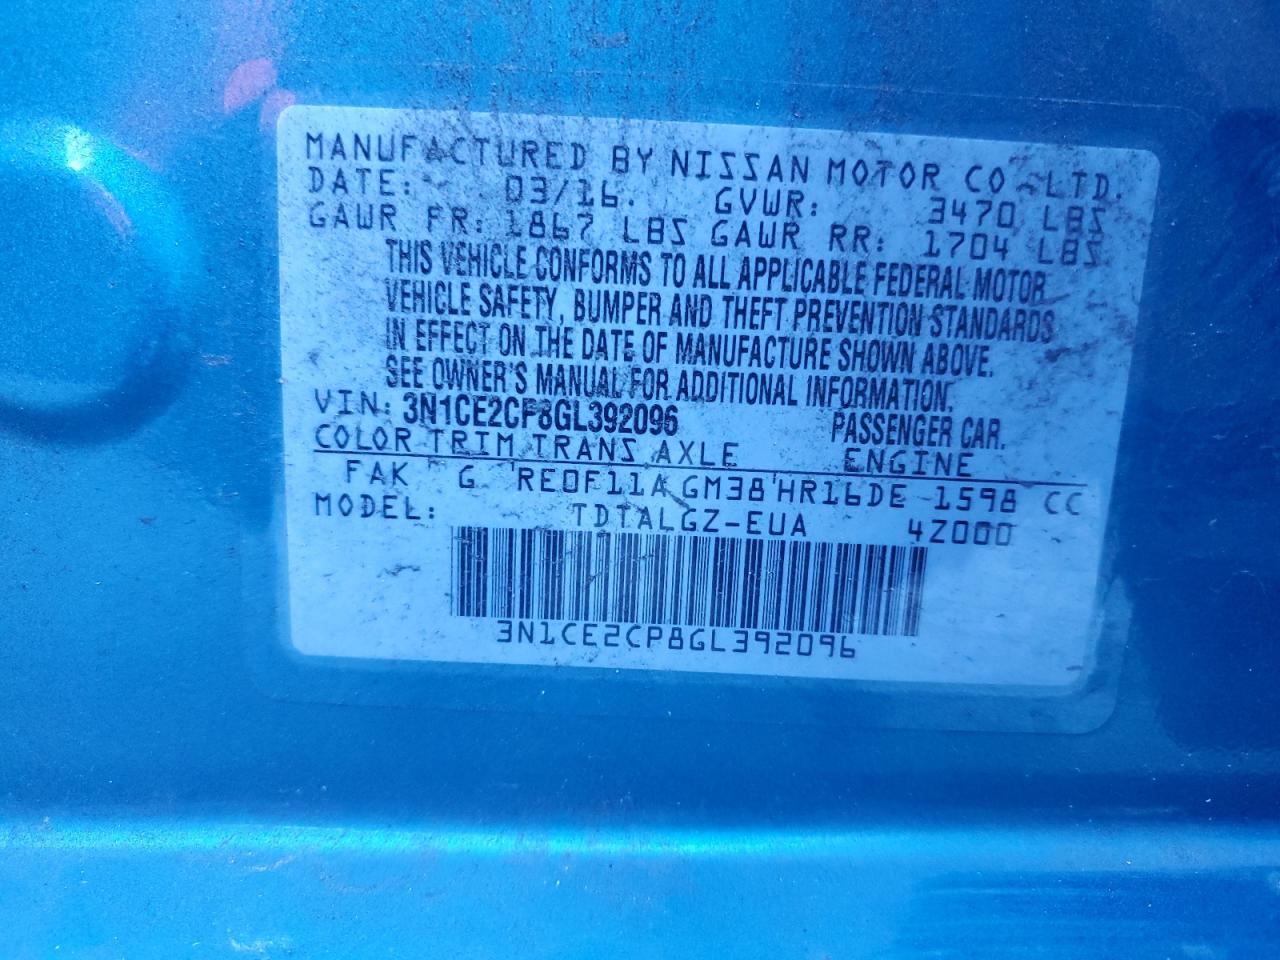 MANUFACTURED BY NISSAN MOTOR CO.,LTD.
DATE: 03/16. GVWR: 3470 LBS
GAWR FR: 1867 LBS GAWR RR: 1704 LBS
THIS VEHICLE CONFORMS TO ALL APPLICABLE FEDERAL MOTOR
VEHICLE SAFETY, BUMPER AND THEFT PREVENTION STANDARDS
IN EFFECT ON THE DATE OF MANUFACTURE SHOWN ABOVE.
SEE OWNER'S MANUAL FOR ADDITIONAL INFORMATION.
VIN: 3N1CE2CP8GL392096 PASSENGER CAR.
COLOR TRIM TRANS AXLE ENGINE
FAK G RE0F11A GM38 HR16DE 1598 CC
MODEL: TDTALGZ-EUA 4Z000
3N1CE2CP8GL392096